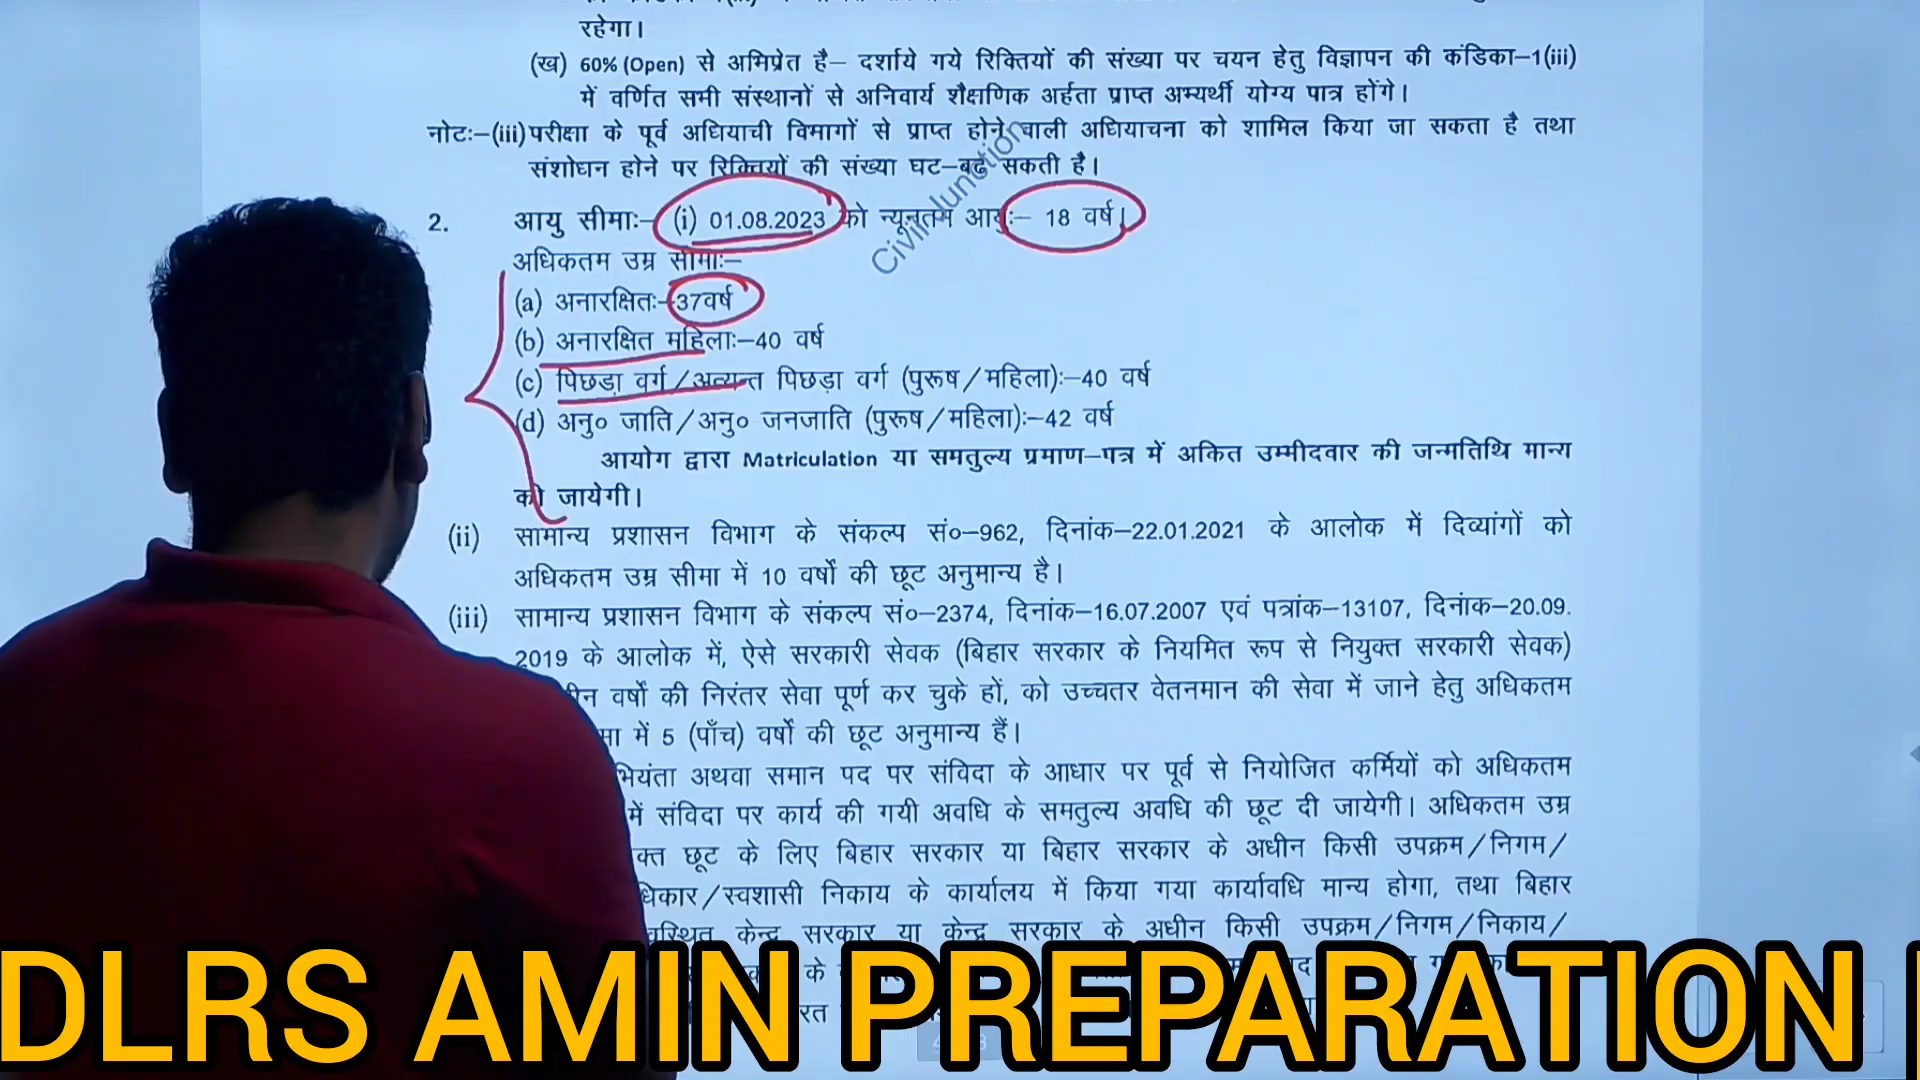 रहेगा।
(ख) 60% (Open) से अभिप्रेत है– दर्शाये गये रिक्तियों की संख्या पर चयन हेतु विज्ञापन की कंडिका–1(iii)
में वर्णित सभी संस्थानों से अनिवार्य शैक्षणिक अर्हता प्राप्त अभ्यर्थी योग्य पात्र होंगे।
नोटः–(iii) परीक्षा के पूर्व अधियाची विभागों से प्राप्त होने वाली अधियाचना को शामिल किया जा सकता है तथा
संशोधन होने पर रिक्तियों की संख्या घट–बढ़ सकती है।
Civil Junction
2. आयु सीमाः– (i) 01.08.2023 को न्यूनतम आयुः– 18 वर्ष।
अधिकतम उम्र सीमाः–
(a) अनारक्षितः–37वर्ष
(b) अनारक्षित महिलाः–40 वर्ष
(c) पिछड़ा वर्ग/अत्यन्त पिछड़ा वर्ग (पुरूष/महिला):–40 वर्ष
(d) अनु० जाति/अनु० जनजाति (पुरूष/महिला):–42 वर्ष
आयोग द्वारा Matriculation या समतुल्य प्रमाण–पत्र में अंकित उम्मीदवार की जन्मतिथि मान्य
की जायेगी।
(ii) सामान्य प्रशासन विभाग के संकल्प सं०–962, दिनांक–22.01.2021 के आलोक में दिव्यांगों को
अधिकतम उम्र सीमा में 10 वर्षों की छूट अनुमान्य है।
(iii) सामान्य प्रशासन विभाग के संकल्प सं०–2374, दिनांक–16.07.2007 एवं पत्रांक–13107, दिनांक–20.09.
2019 के आलोक में, ऐसे सरकारी सेवक (बिहार सरकार के नियमित रूप से नियुक्त सरकारी सेवक)
वर्षों की निरंतर सेवा पूर्ण कर चुके हों, को उच्चतर वेतनमान की सेवा में जाने हेतु अधिकतम
में 5 (पाँच) वर्षों की छूट अनुमान्य हैं।
अथवा समान पद पर संविदा के आधार पर पूर्व से नियोजित कर्मियों को अधिकतम
में संविदा पर कार्य की गयी अवधि के समतुल्य अवधि की छूट दी जायेगी। अधिकतम उम्र
छूट के लिए बिहार सरकार या बिहार सरकार के अधीन किसी उपक्रम/निगम/
/स्वशासी निकाय के कार्यालय में किया गया कार्यावधि मान्य होगा, तथा बिहार
केन्द्र सरकार या केन्द्र सरकार के अधीन किसी उपक्रम/निगम/निकाय/
DLRS AMIN PREPARATION